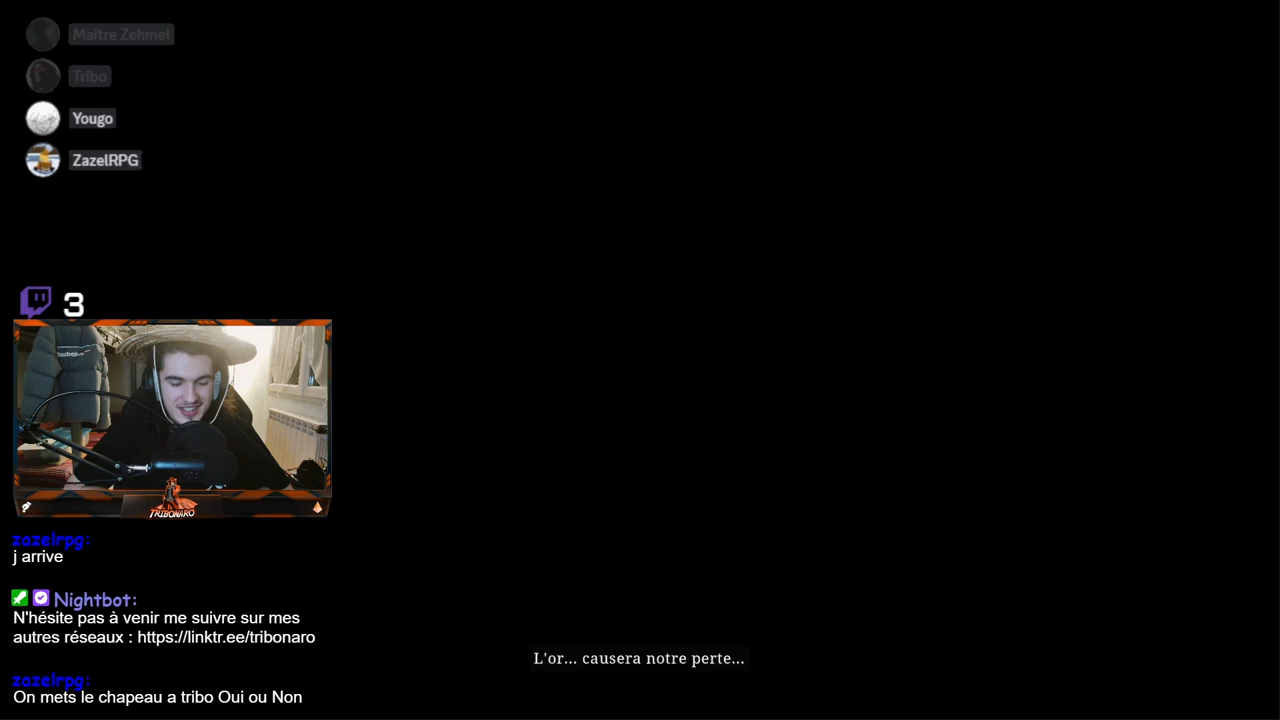 Maître Zehmel
Tribo
Yougo
ZazelRPG
3
TRIBONARO
zazelrpg:
j arrive
Nightbot:
N'hésite pas à venir me suivre sur mes
autres réseaux : https://linktr.ee/tribonaro
zazelrpg:
On mets le chapeau a tribo Oui ou Non
L'or... causera notre perte...